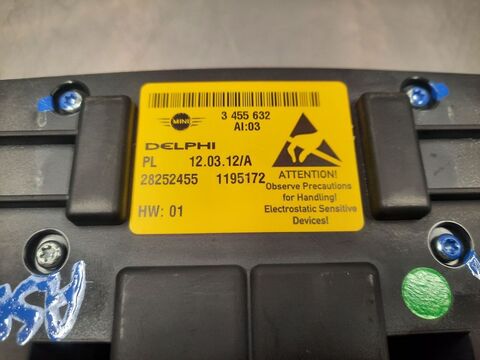 3 455 632
MINI
AI:03
DELPHI
PL 12.03.12/A
28252455 1195172
HW: 01
ATTENTION!
Observe Precautions
for Handling!
Electrostatic Sensitive
Devices!